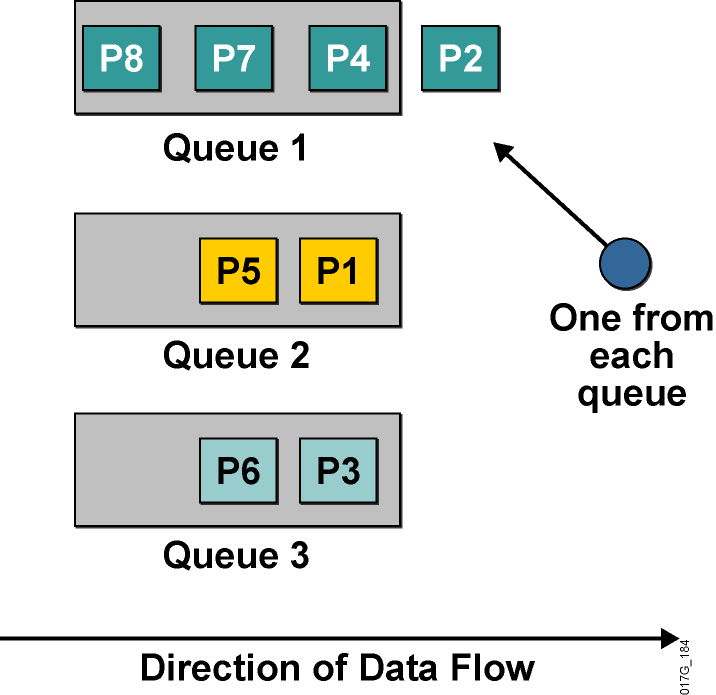 P8 P7 P4 P2
Queue 1
P5 P1
Queue 2
One from
each
queue
P6 P3
Queue 3
Direction of Data Flow
017G_184